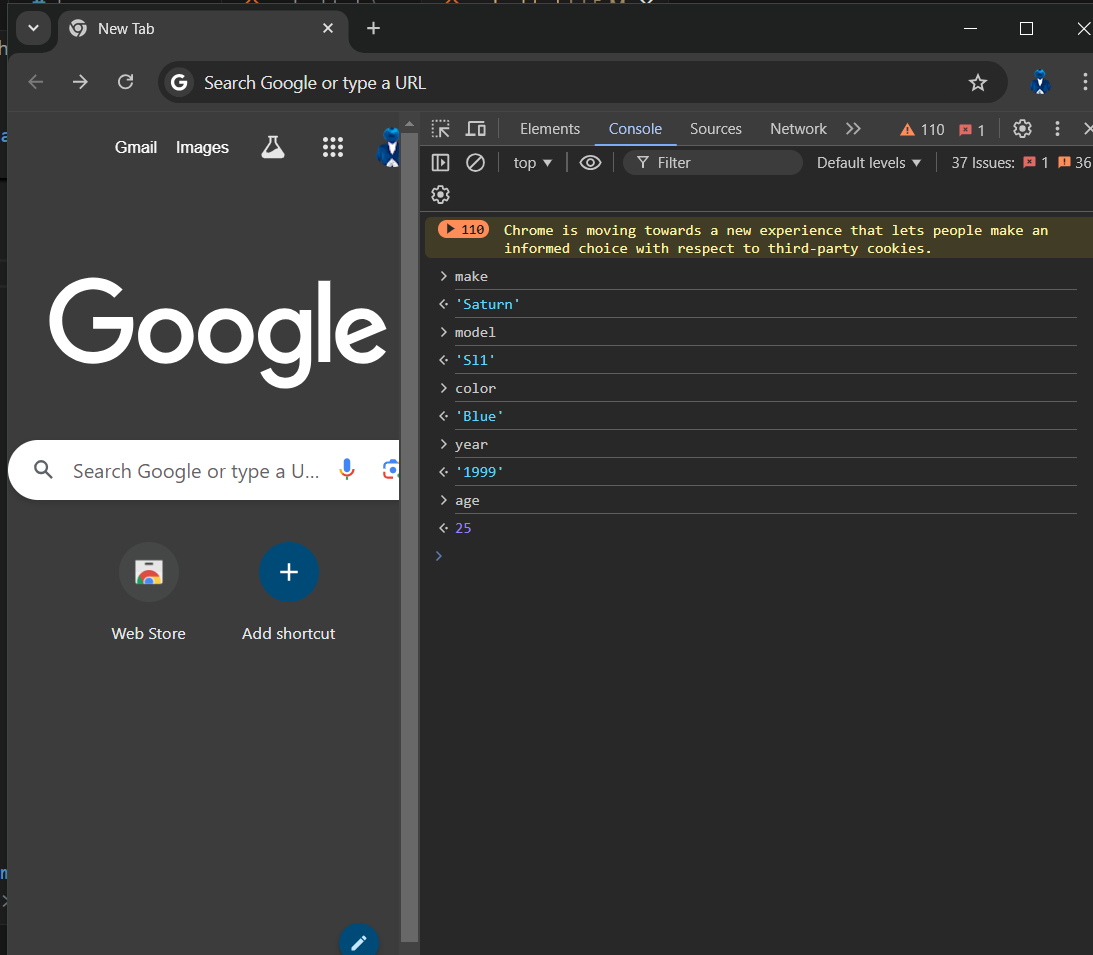 New Tab
Search Google or type a URL
Gmail
Images
Google
Search Google or type a U...
Web Store
Add shortcut
Elements
Console
Sources
Network
110
1
top
Filter
Default levels
37 Issues:
1
36
110
Chrome is moving towards a new experience that lets people make an
informed choice with respect to third-party cookies.
make
'Saturn'
model
'Sl1'
color
'Blue'
year
'1999'
age
25